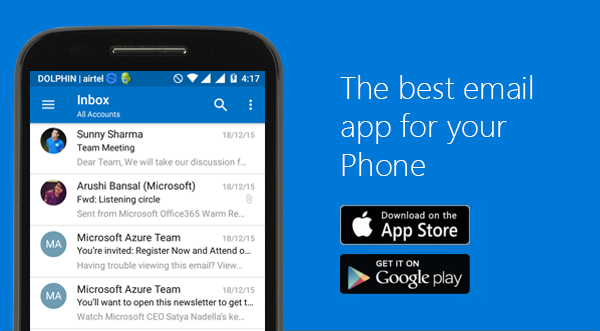 DOLPHIN | airtel
4:17
Inbox
All Accounts
Sunny Sharma
18/12/15
Team Meeting
Dear Team, We will take our discussion f...
Arushi Bansal (Microsoft)
18/12/15
Fwd: Listening circle
Sent from Microsoft Office365 Warm Re...
MA
Microsoft Azure Team
18/12/15
You're invited: Register Now and Attend o...
Having trouble viewing this email? View...
MA
Microsoft Azure Team
18/12/15
You'll want to open this newsletter to get t...
Watch Microsoft CEO Satya Nadella's ke...
The best email
app for your
Phone
Download on the
App Store
GET IT ON
Google play